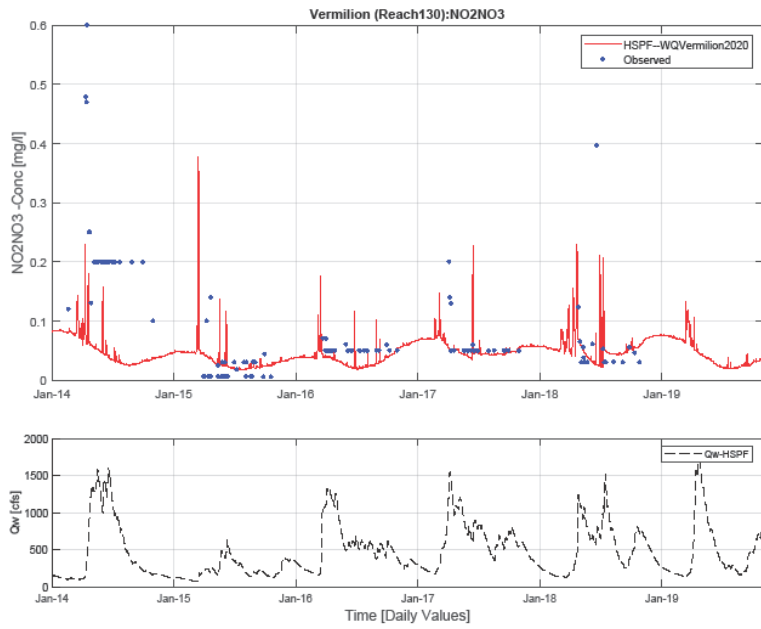 Vermilion (Reach130):NO2NO3
NO2NO3 -Conc [mg/l]
0.6
0.5
0.4
0.3
0.2
0.1
0
HSPF--WQVermilion2020
Observed
Jan-14 Jan-15 Jan-16 Jan-17 Jan-18 Jan-19
Qw [cfs]
2000
1500
1000
500
0
Qw-HSPF
Jan-14 Jan-15 Jan-16 Jan-17 Jan-18 Jan-19
Time [Daily Values]